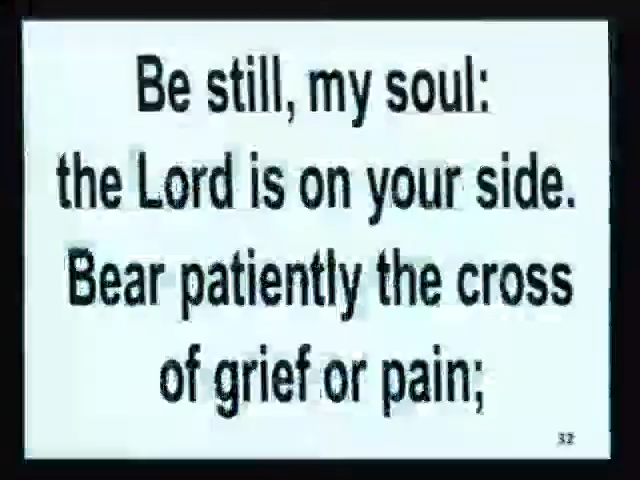 Be still, my soul:
the Lord is on your side.
Bear patiently the cross
of grief or pain;
32